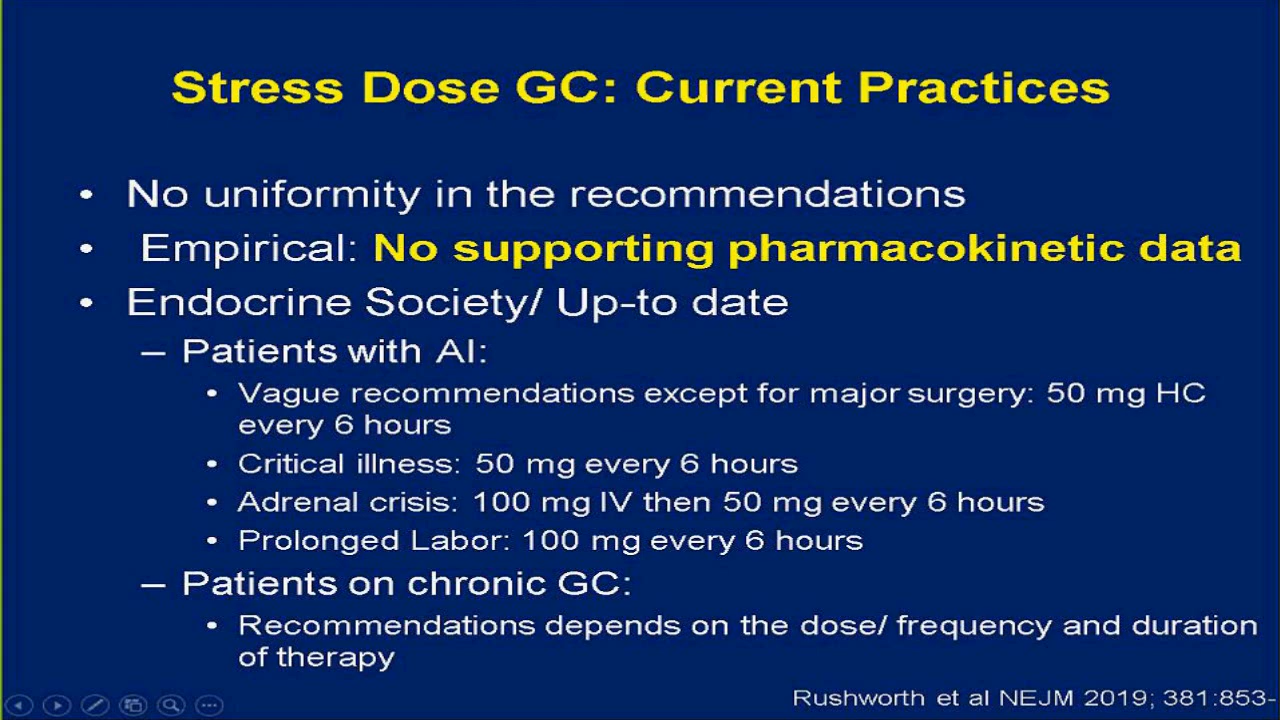 Stress Dose GC: Current Practices
• No uniformity in the recommendations
• Empirical: No supporting pharmacokinetic data
• Endocrine Society/ Up-to date
– Patients with AI:
• Vague recommendations except for major surgery: 50 mg HC
every 6 hours
• Critical illness: 50 mg every 6 hours
• Adrenal crisis: 100 mg IV then 50 mg every 6 hours
• Prolonged Labor: 100 mg every 6 hours
– Patients on chronic GC:
• Recommendations depends on the dose/ frequency and duration
of therapy
Rushworth et al NEJM 2019; 381:853-